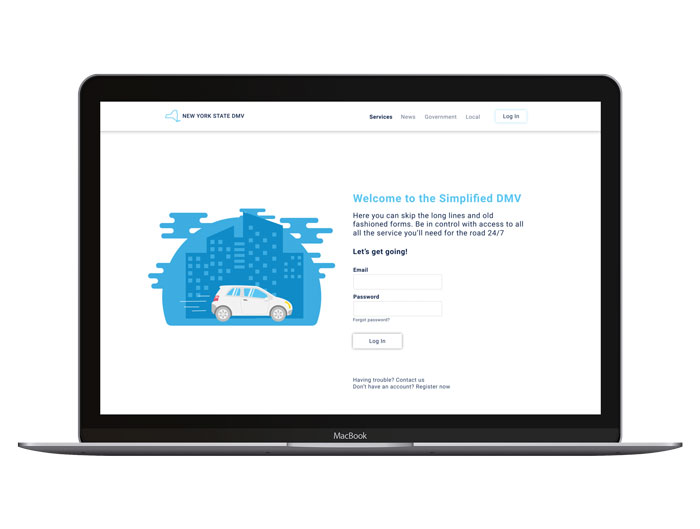 NEW YORK STATE DMV
Services News Government Local Log In
Welcome to the Simplified DMV
Here you can skip the long lines and old
fashioned forms. Be in control with access to all
all the service you'll need for the road 24/7
Let's get going!
Email
Password
Forgot password?
Log In
Having trouble? Contact us
Don't have an account? Register now
MacBook